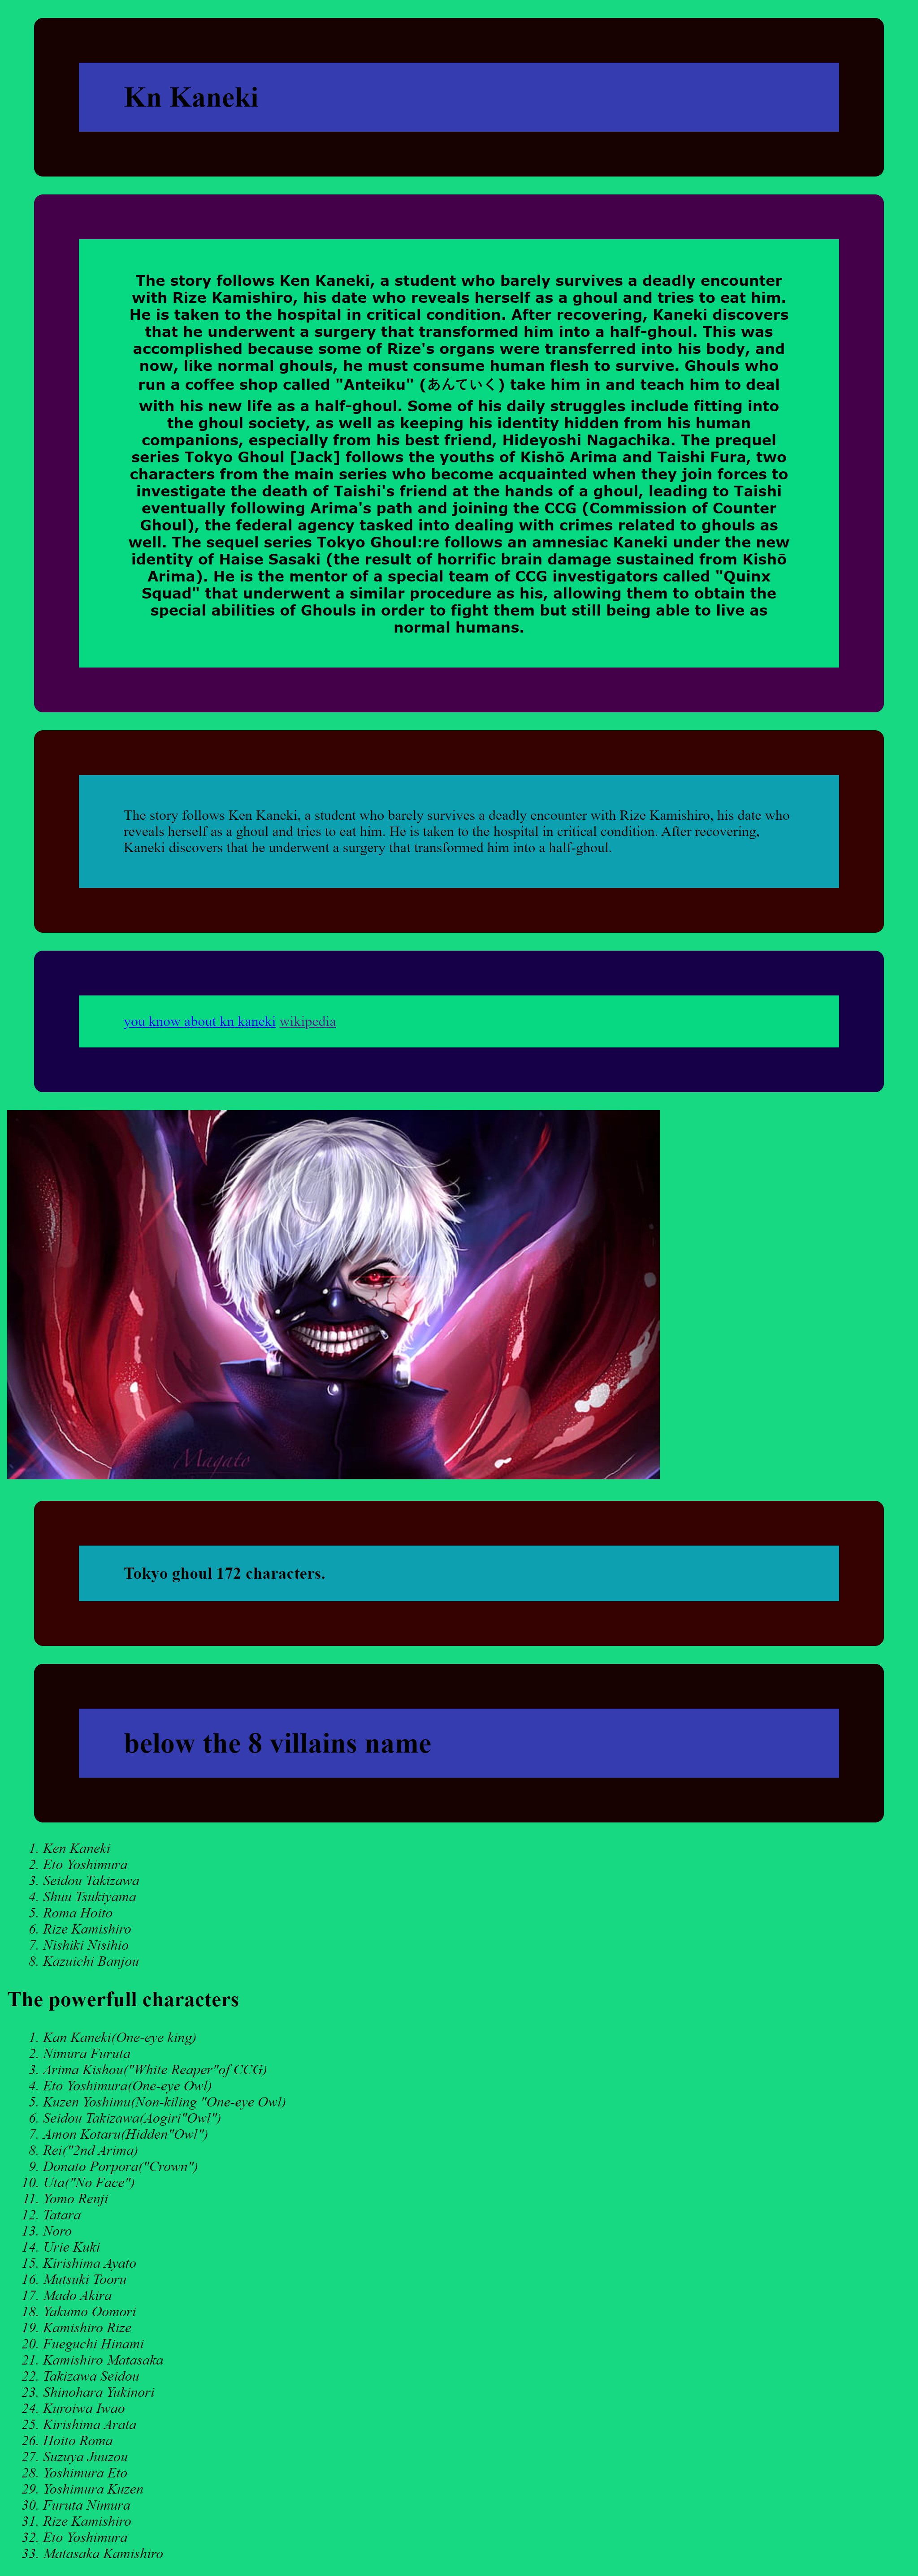 Kn Kaneki
The story follows Ken Kaneki, a student who barely survives a deadly encounter
with Rize Kamishiro, his date who reveals herself as a ghoul and tries to eat him.
He is taken to the hospital in critical condition. After recovering, Kaneki discovers
that he underwent a surgery that transformed him into a half-ghoul. This was
accomplished because some of Rize's organs were transferred into his body, and
now, like normal ghouls, he must consume human flesh to survive. Ghouls who
run a coffee shop called "Anteiku" (あんていく) take him in and teach him to deal
with his new life as a half-ghoul. Some of his daily struggles include fitting into
the ghoul society, as well as keeping his identity hidden from his human
companions, especially from his best friend, Hideyoshi Nagachika. The prequel
series Tokyo Ghoul [Jack] follows the youths of Kishō Arima and Taishi Fura, two
characters from the main series who become acquainted when they join forces to
investigate the death of Taishi's friend at the hands of a ghoul, leading to Taishi
eventually following Arima's path and joining the CCG (Commission of Counter
Ghoul), the federal agency tasked into dealing with crimes related to ghouls as
well. The sequel series Tokyo Ghoul:re follows an amnesiac Kaneki under the new
identity of Haise Sasaki (the result of horrific brain damage sustained from Kishō
Arima). He is the mentor of a special team of CCG investigators called "Quinx
Squad" that underwent a similar procedure as his, allowing them to obtain the
special abilities of Ghouls in order to fight them but still being able to live as
normal humans.
The story follows Ken Kaneki, a student who barely survives a deadly encounter with Rize Kamishiro, his date who
reveals herself as a ghoul and tries to eat him. He is taken to the hospital in critical condition. After recovering,
Kaneki discovers that he underwent a surgery that transformed him into a half-ghoul.
you know about kn kaneki wikipedia
Magato
Tokyo ghoul 172 characters.
below the 8 villains name
1. Ken Kaneki
2. Eto Yoshimura
3. Seidou Takizawa
4. Shuu Tsukiyama
5. Roma Hoito
6. Rize Kamishiro
7. Nishiki Nisihio
8. Kazuichi Banjou
The powerfull characters
1. Kan Kaneki(One-eye king)
2. Nimura Furuta
3. Arima Kishou("White Reaper"of CCG)
4. Eto Yoshimura(One-eye Owl)
5. Kuzen Yoshimu(Non-kiling "One-eye Owl)
6. Seidou Takizawa(Aogiri"Owl")
7. Amon Kotaru(Hidden"Owl")
8. Rei("2nd Arima)
9. Donato Porpora("Crown")
10. Uta("No Face")
11. Yomo Renji
12. Tatara
13. Noro
14. Urie Kuki
15. Kirishima Ayato
16. Mutsuki Tooru
17. Mado Akira
18. Yakumo Oomori
19. Kamishiro Rize
20. Fueguchi Hinami
21. Kamishiro Matasaka
22. Takizawa Seidou
23. Shinohara Yukinori
24. Kuroiwa Iwao
25. Kirishima Arata
26. Hoito Roma
27. Suzuya Juuzou
28. Yoshimura Eto
29. Yoshimura Kuzen
30. Furuta Nimura
31. Rize Kamishiro
32. Eto Yoshimura
33. Matasaka Kamishiro